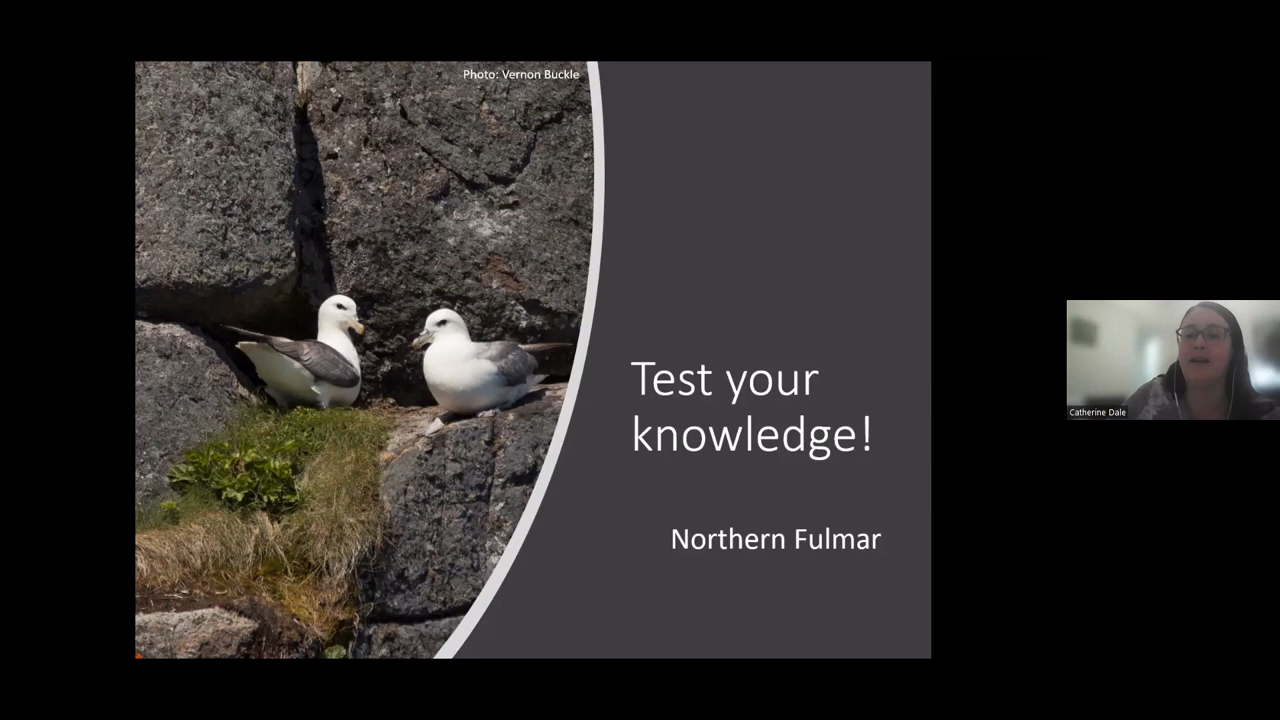 Photo: Vernon Buckle
Test your
knowledge!
Northern Fulmar
Catherine Dale